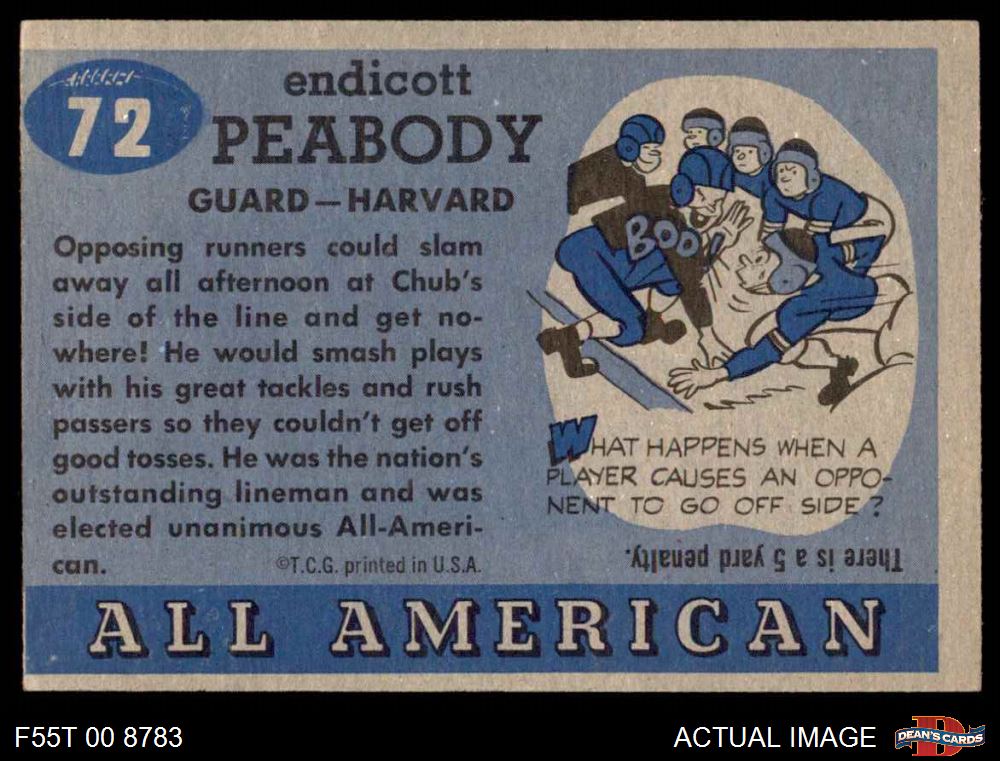 72
endicott
PEABODY
GUARD—HARVARD
Opposing runners could slam
away all afternoon at Chub's
side of the line and get no-
where! He would smash plays
with his great tackles and rush
passers so they couldn't get off
good tosses. He was the nation's
outstanding lineman and was
elected unanimous All-Ameri-
can.
©T.C.G. printed in U.S.A.
BOO
WHAT HAPPENS WHEN A
PLAYER CAUSES AN OPPO-
NENT TO GO OFF SIDE?
There is a 5 yard penalty.
ALL AMERICAN
F55T 00 8783
ACTUAL IMAGE
D
DEAN'S CARDS